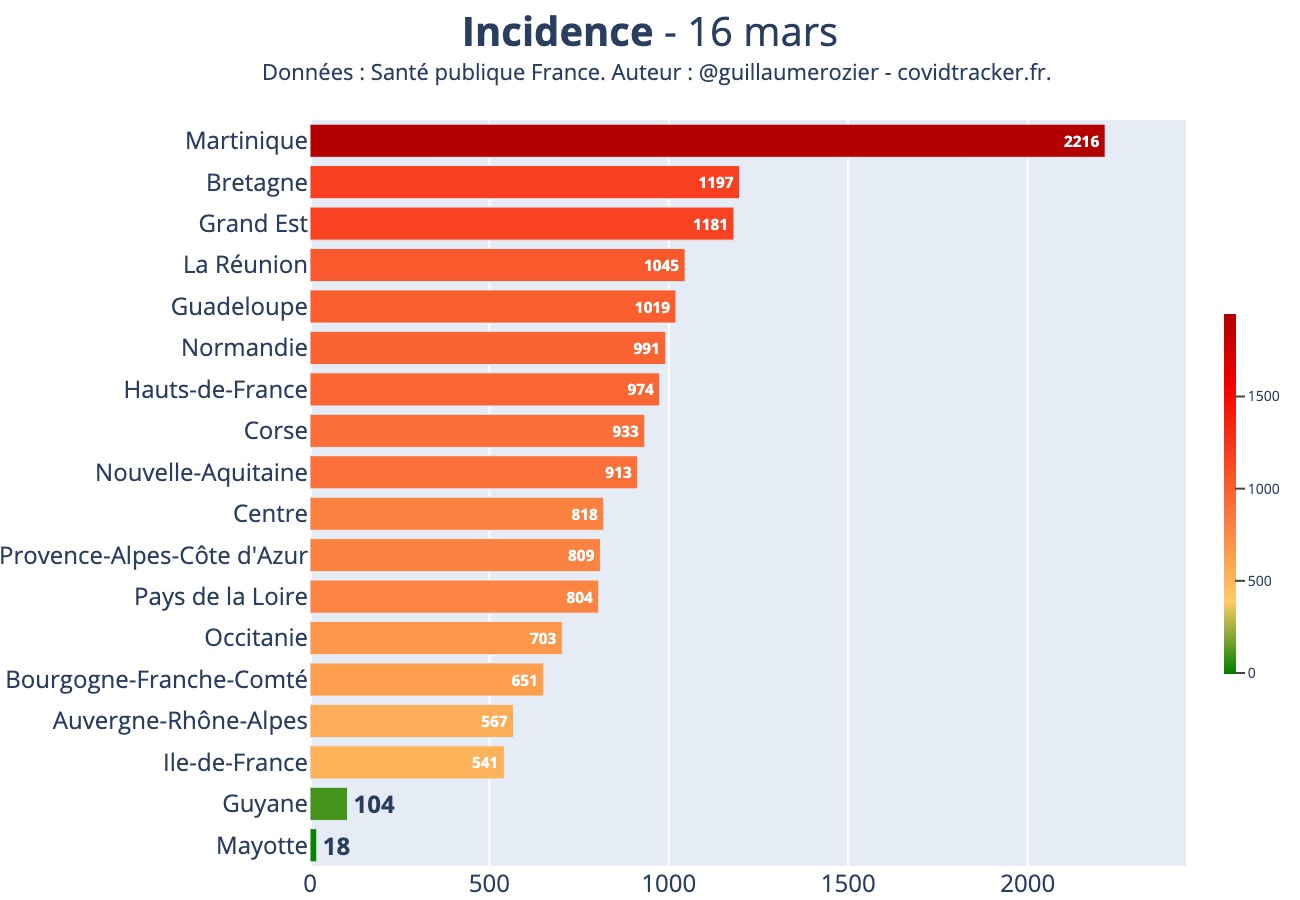 Incidence - 16 mars
Données : Santé publique France. Auteur : @guillaumerozier - covidtracker.fr.
Martinique 2216
Bretagne 1197
Grand Est 1181
La Réunion 1045
Guadeloupe 1019
Normandie 991
Hauts-de-France 974
Corse 933
Nouvelle-Aquitaine 913
Centre 818
Provence-Alpes-Côte d'Azur 809
Pays de la Loire 804
Occitanie 703
Bourgogne-Franche-Comté 651
Auvergne-Rhône-Alpes 567
Ile-de-France 541
Guyane 104
Mayotte 18
0 500 1000 1500 2000
1500
1000
500
0